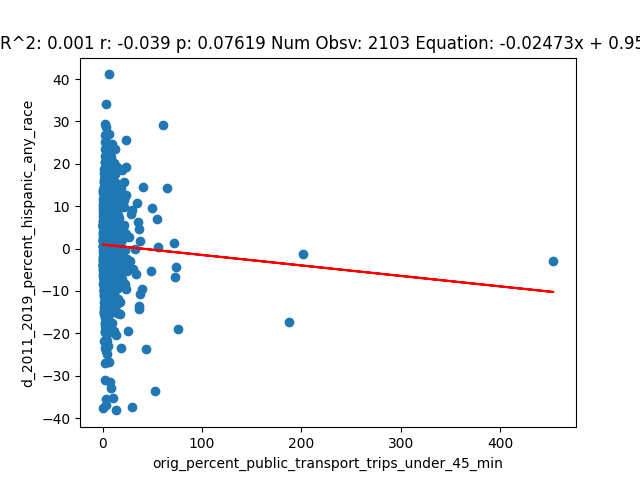 R^2: 0.001 r: -0.039 p: 0.07619 Num Obsv: 2103 Equation: -0.02473x + 0.95
40
30
20
10
0
−10
−20
−30
−40
d_2011_2019_percent_hispanic_any_race
0 100 200 300 400
orig_percent_public_transport_trips_under_45_min